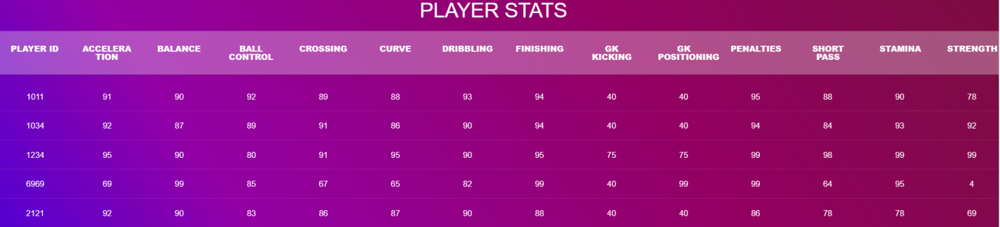 PLAYER STATS
PLAYER ID ACCELERA BALANCE BALL CROSSING CURVE DRIBBLING FINISHING GK GK PENALTIES SHORT STAMINA STRENGTH
TION CONTROL KICKING POSITIONING PASS
1011 91 90 92 89 88 93 94 40 40 95 88 90 78
1034 92 87 89 91 86 90 94 40 40 94 84 93 92
1234 95 90 80 91 95 90 95 75 75 99 98 99 99
6969 69 99 85 67 65 82 99 40 99 99 64 95 4
2121 92 90 83 86 87 90 88 40 40 86 78 78 69